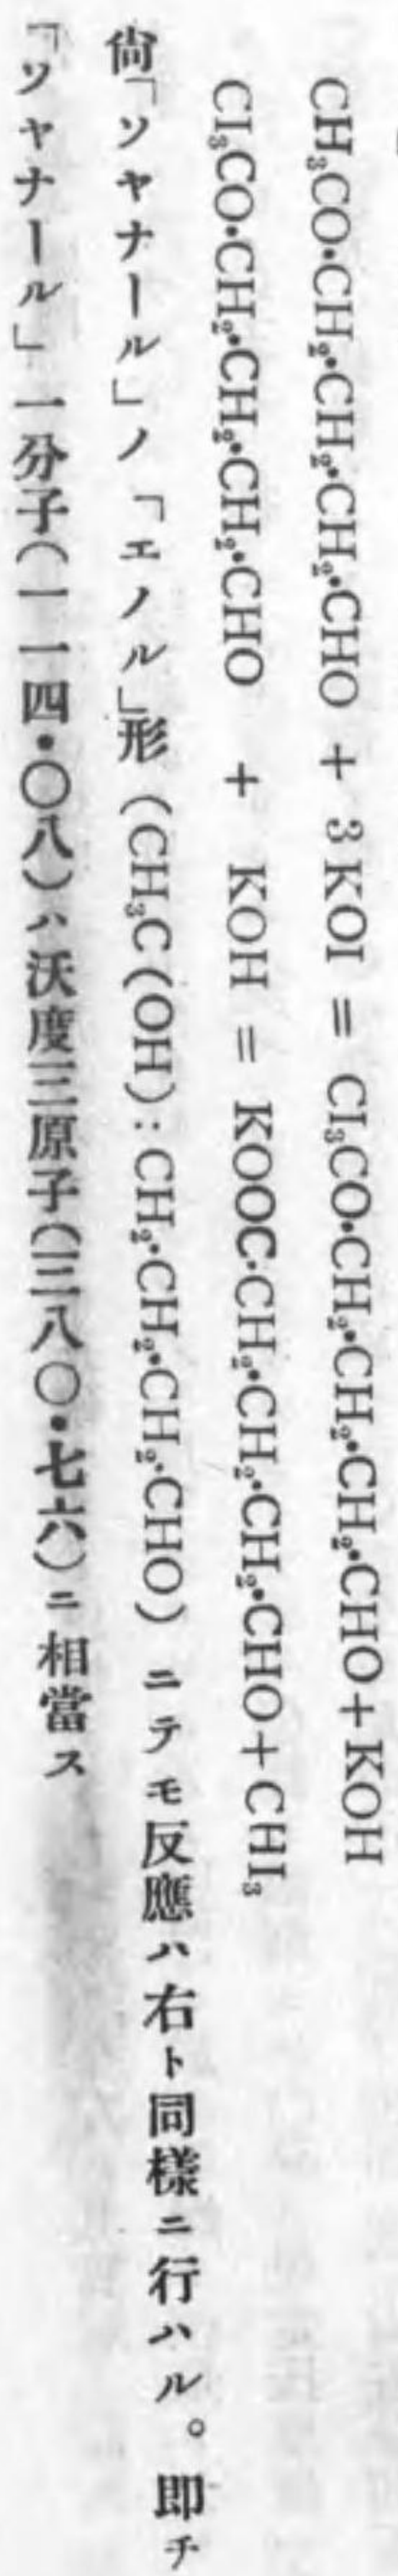 CH₃CO·CH₂·CH₂·CH₂·CHO + 3KOI = CI₃CO·CH₂·CH₂·CH₂·CHO+KOH
CI₃CO·CH₂·CH₂·CH₂·CHO + KOH = KOOC·CH₂·CH₂·CH₂·CHO+CHI₃
尙「ソヤナール」ノ「エノル」形(CH₃C(OH):CH₂·CH₂·CH₂·CHO)ニテモ反應ハ右ト同樣ニ行ハル。卽チ
「ソヤナール」一分子(一一四·〇八)ハ沃度三原子(三八〇·七六)ニ相當ス